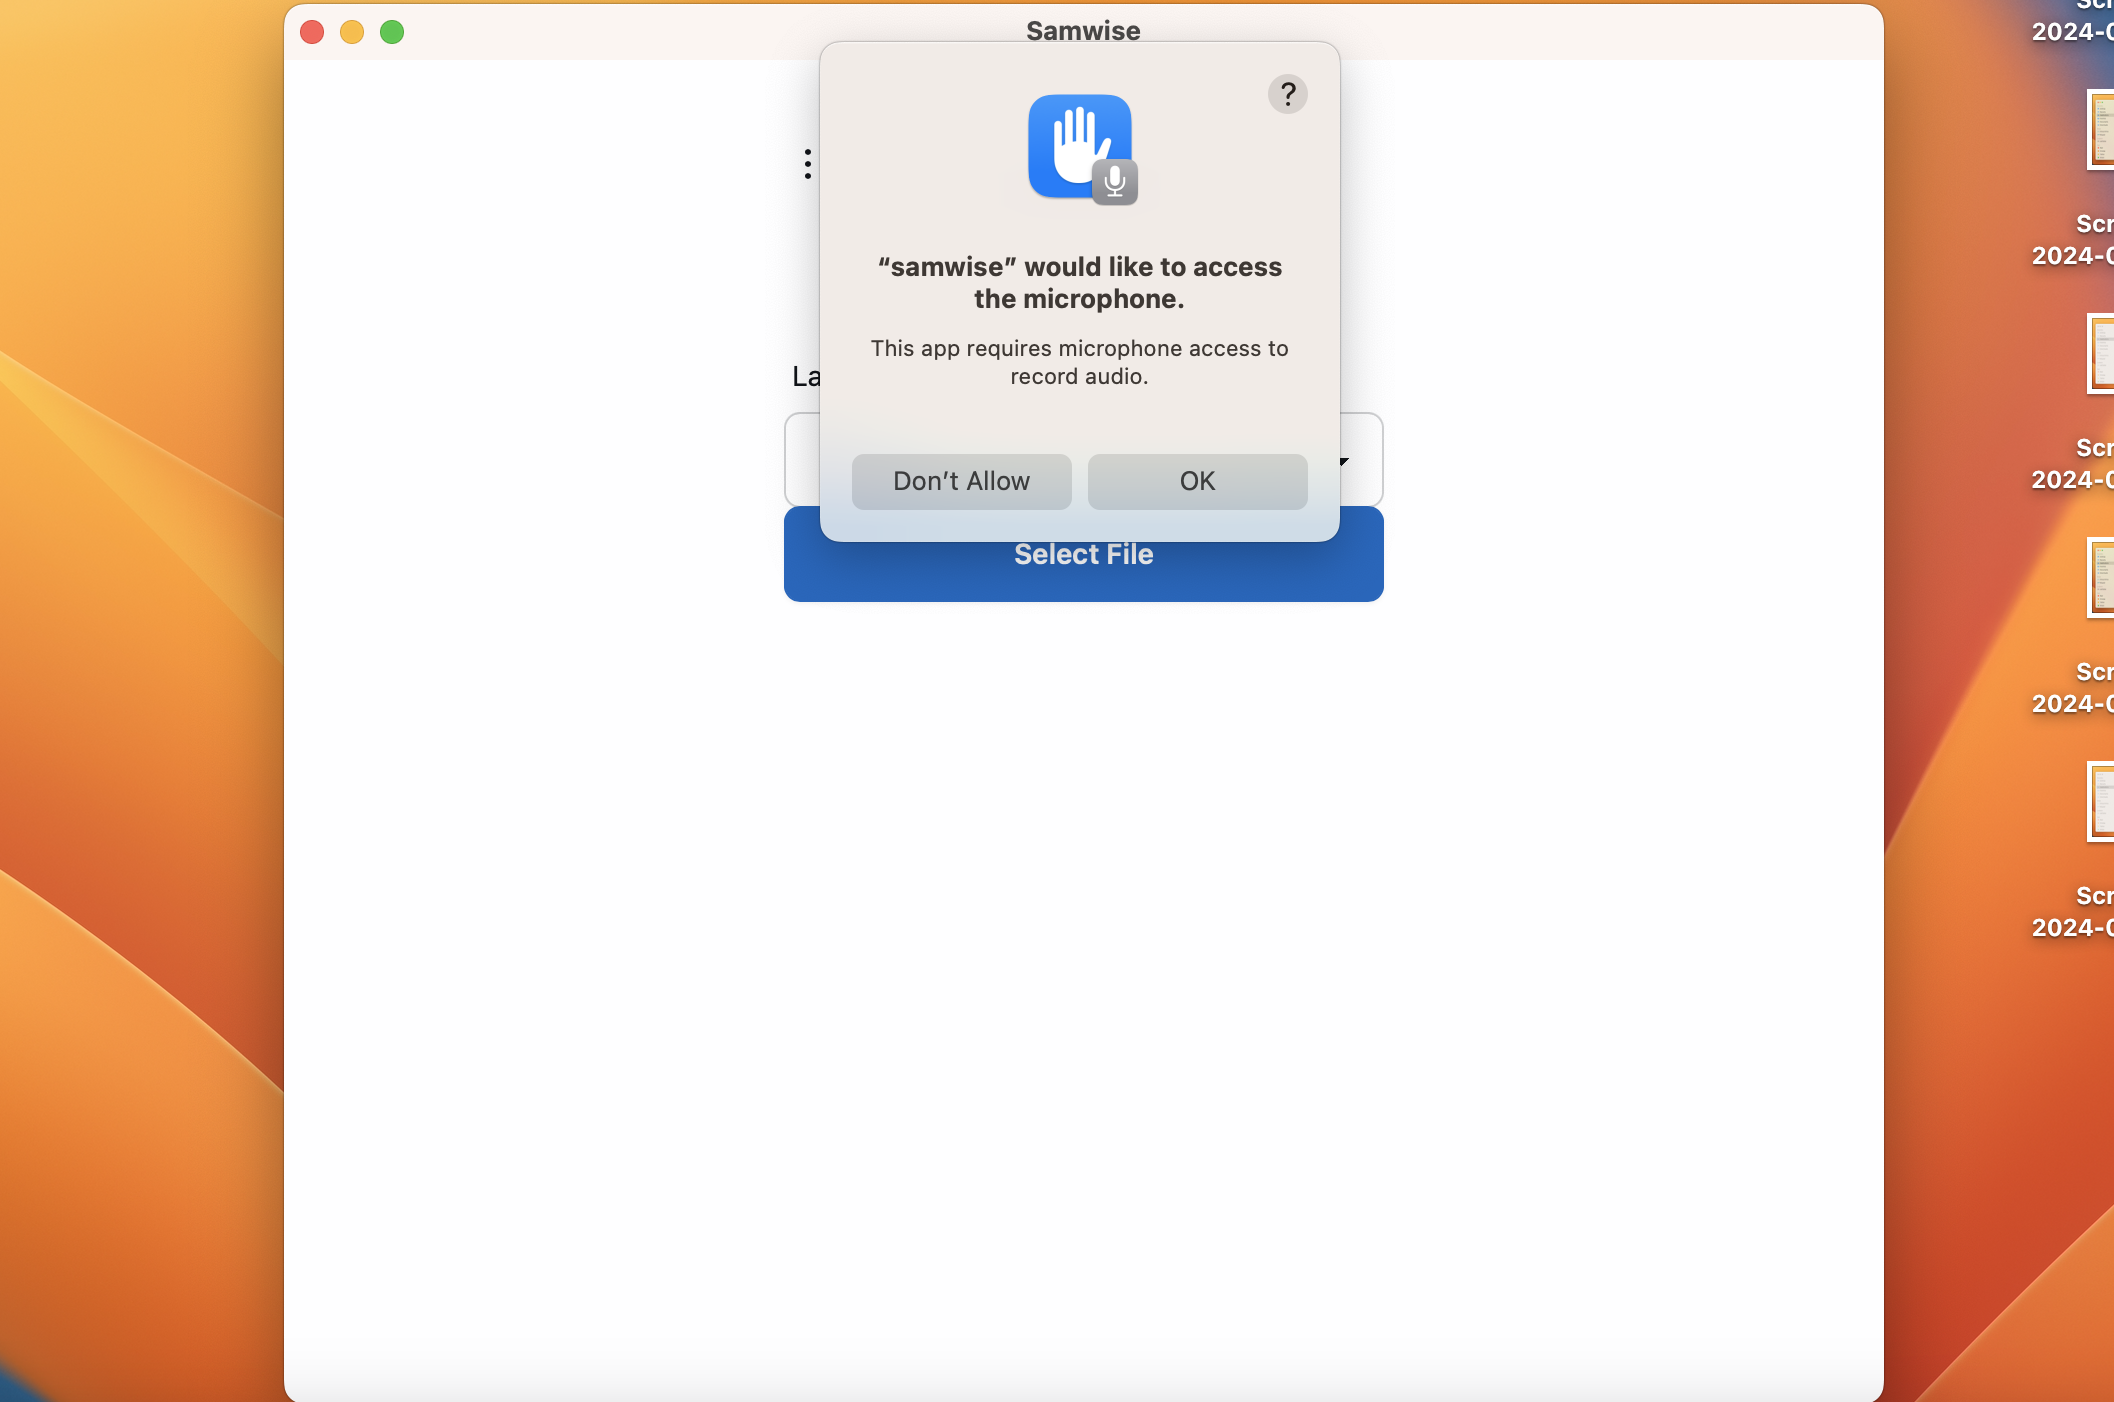 Samwise
?
“samwise” would like to access
the microphone.
This app requires microphone access to
record audio.
La
Don’t Allow
OK
Select File
Scr
2024-0
Scr
2024-0
Scr
2024-0
Scr
2024-0
Scr
2024-0